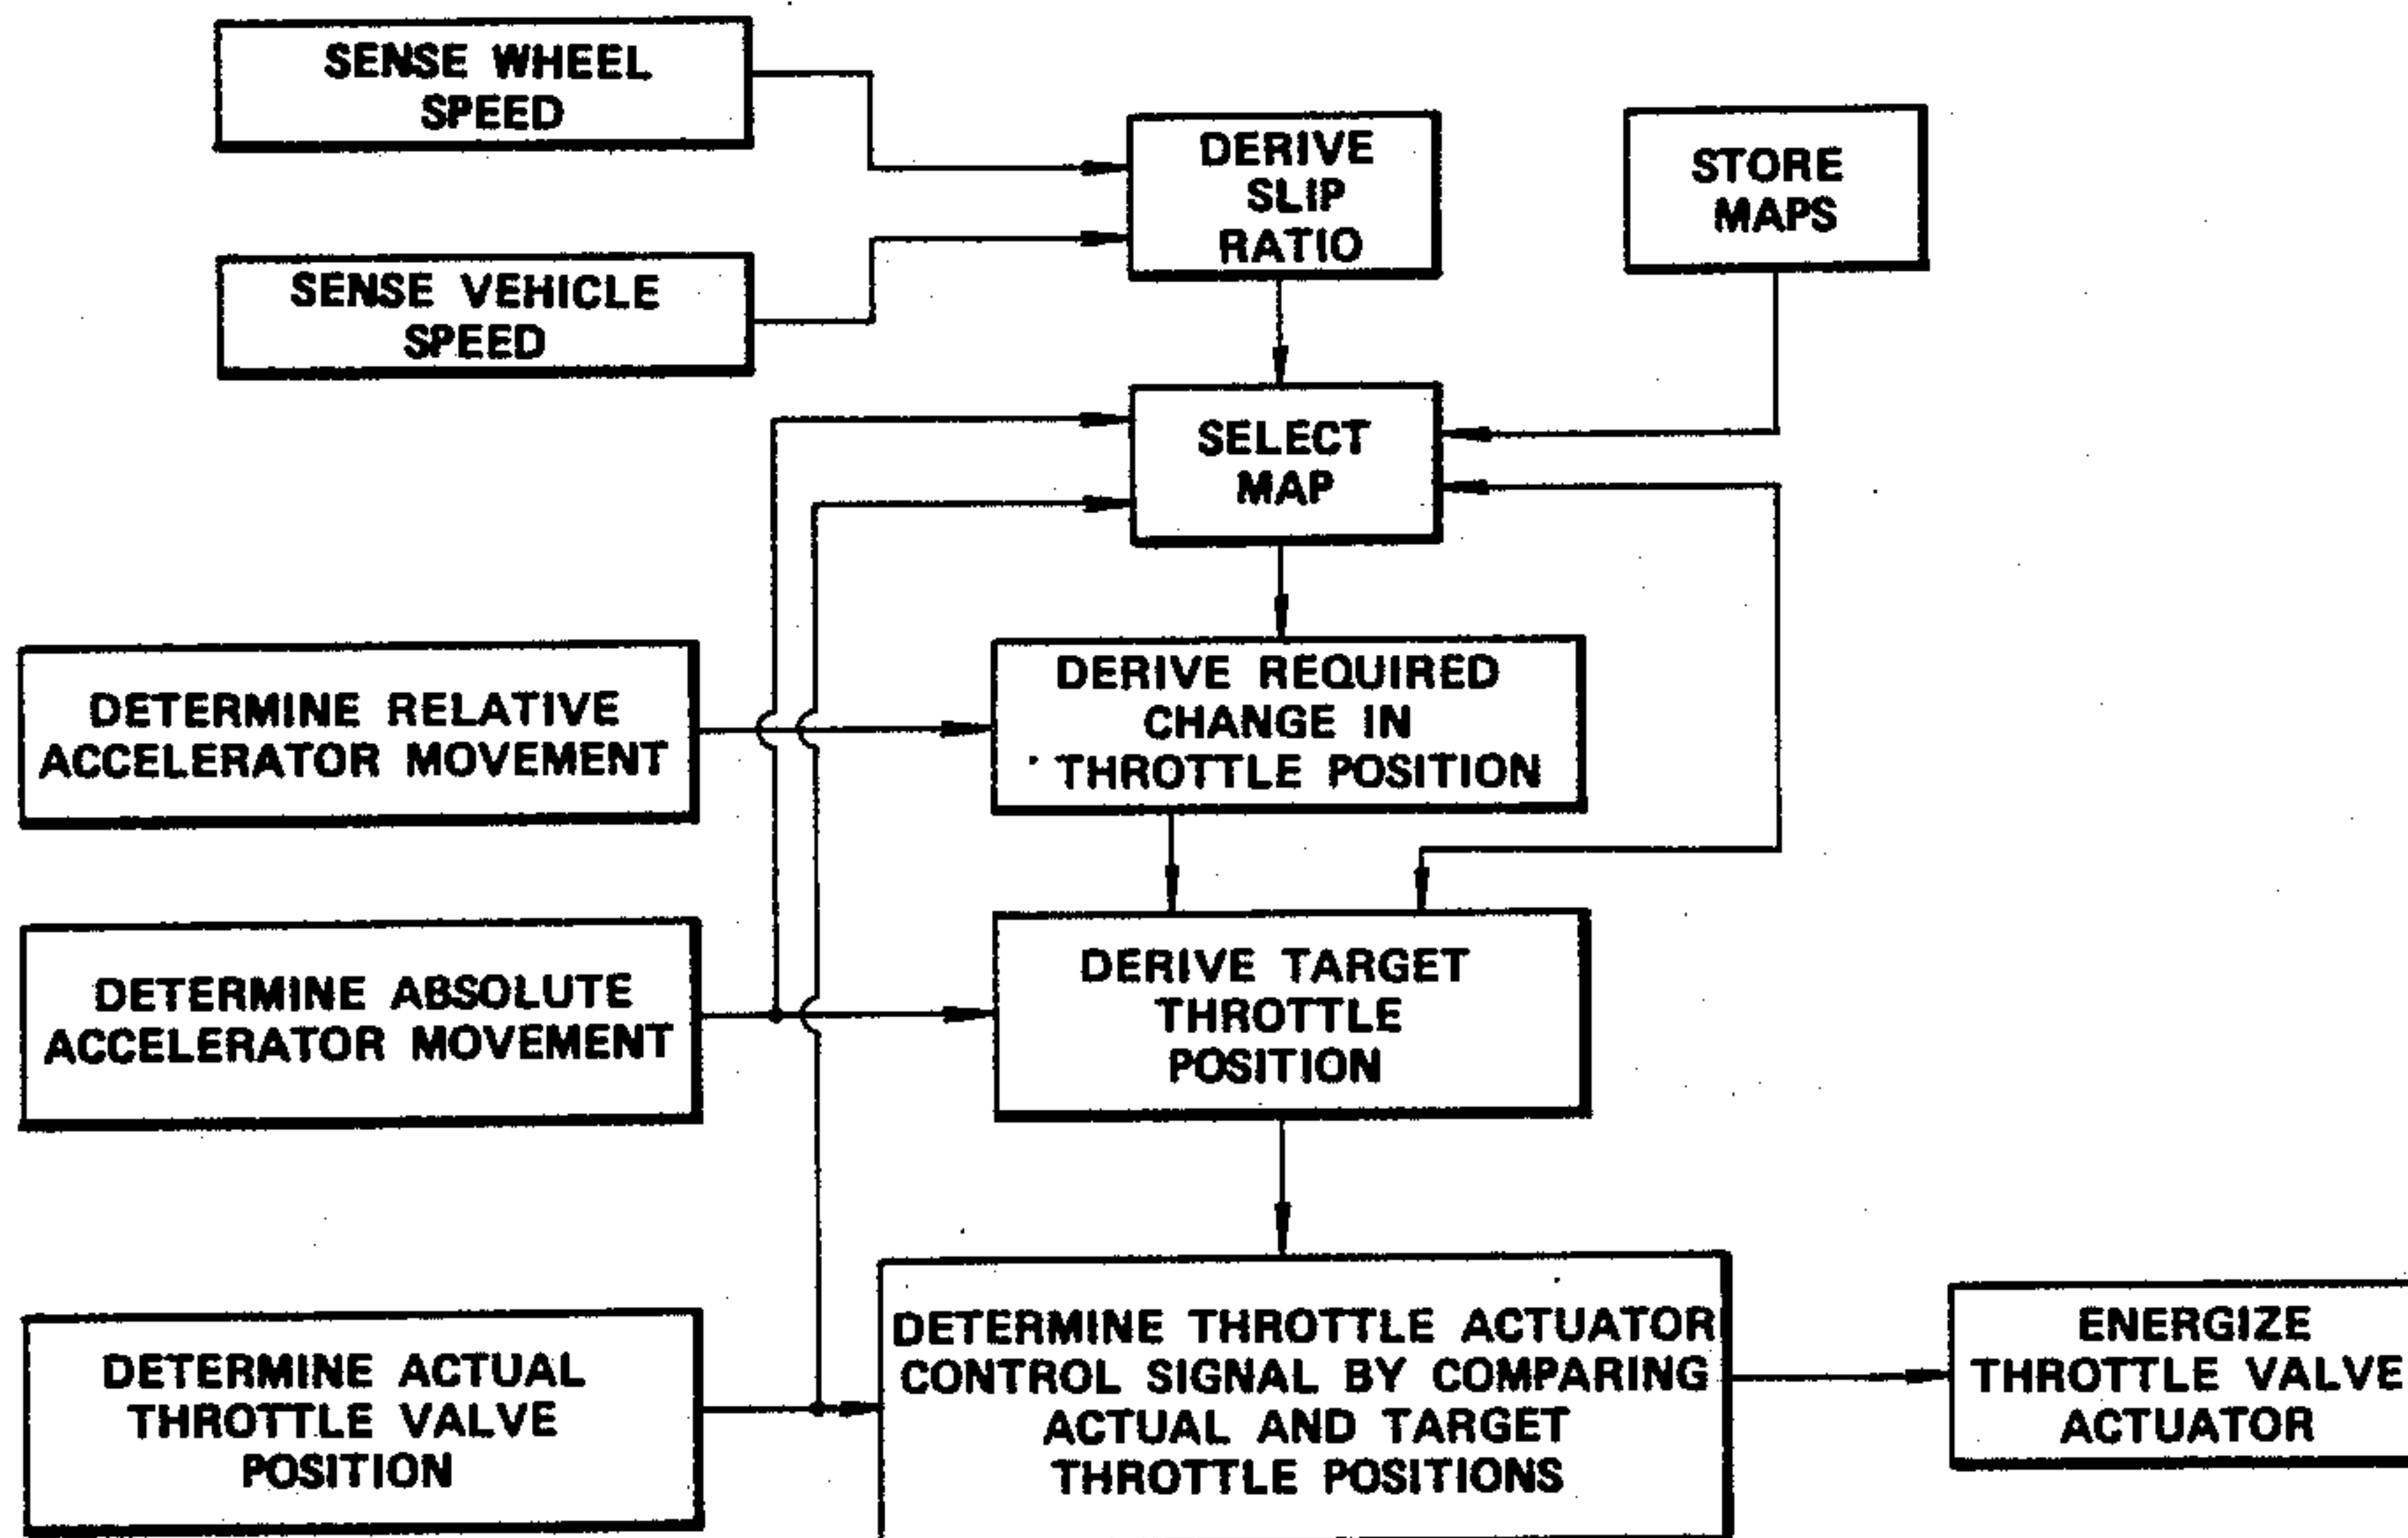 SENSE WHEEL
SPEED
SENSE VEHICLE
SPEED
DERIVE
SLIP
RATIO
STORE
MAPS
SELECT
MAP
DETERMINE RELATIVE
ACCELERATOR MOVEMENT
DERIVE REQUIRED
CHANGE IN
THROTTLE POSITION
DETERMINE ABSOLUTE
ACCELERATOR MOVEMENT
DERIVE TARGET
THROTTLE
POSITION
DETERMINE ACTUAL
THROTTLE VALVE
POSITION
DETERMINE THROTTLE ACTUATOR
CONTROL SIGNAL BY COMPARING
ACTUAL AND TARGET
THROTTLE POSITIONS
ENERGIZE
THROTTLE VALVE
ACTUATOR